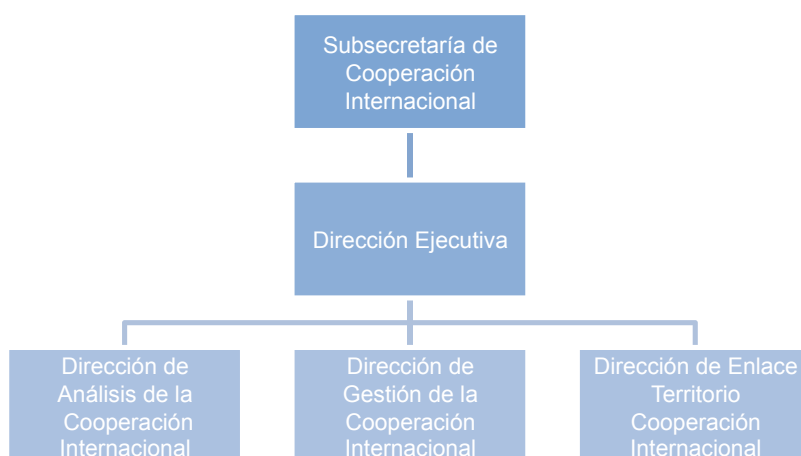 Subsecretaría de
Cooperación
Internacional
Dirección Ejecutiva
Dirección de
Análisis de la
Cooperación
Internacional
Dirección de
Gestión de la
Cooperación
Internacional
Dirección de Enlace
Territorio
Cooperación
Internacional